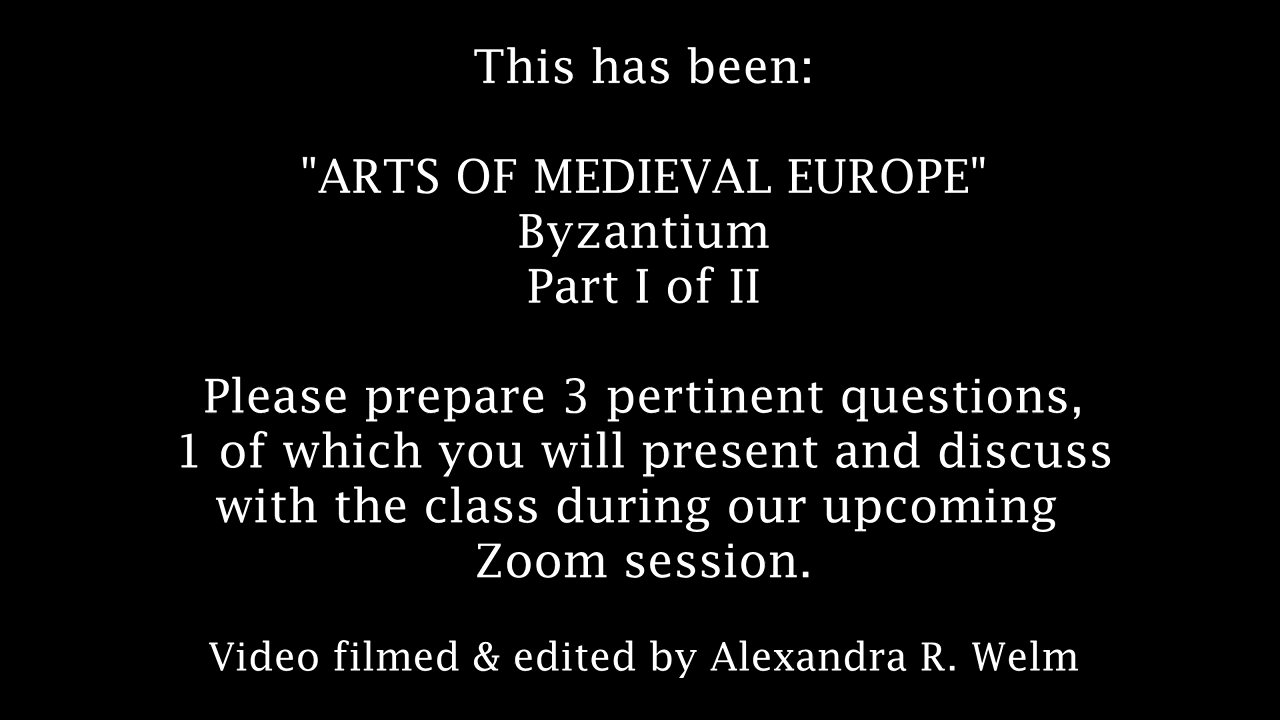 This has been:
"ARTS OF MEDIEVAL EUROPE"
Byzantium
Part I of II
Please prepare 3 pertinent questions,
1 of which you will present and discuss
with the class during our upcoming
Zoom session.
Video filmed & edited by Alexandra R. Welm